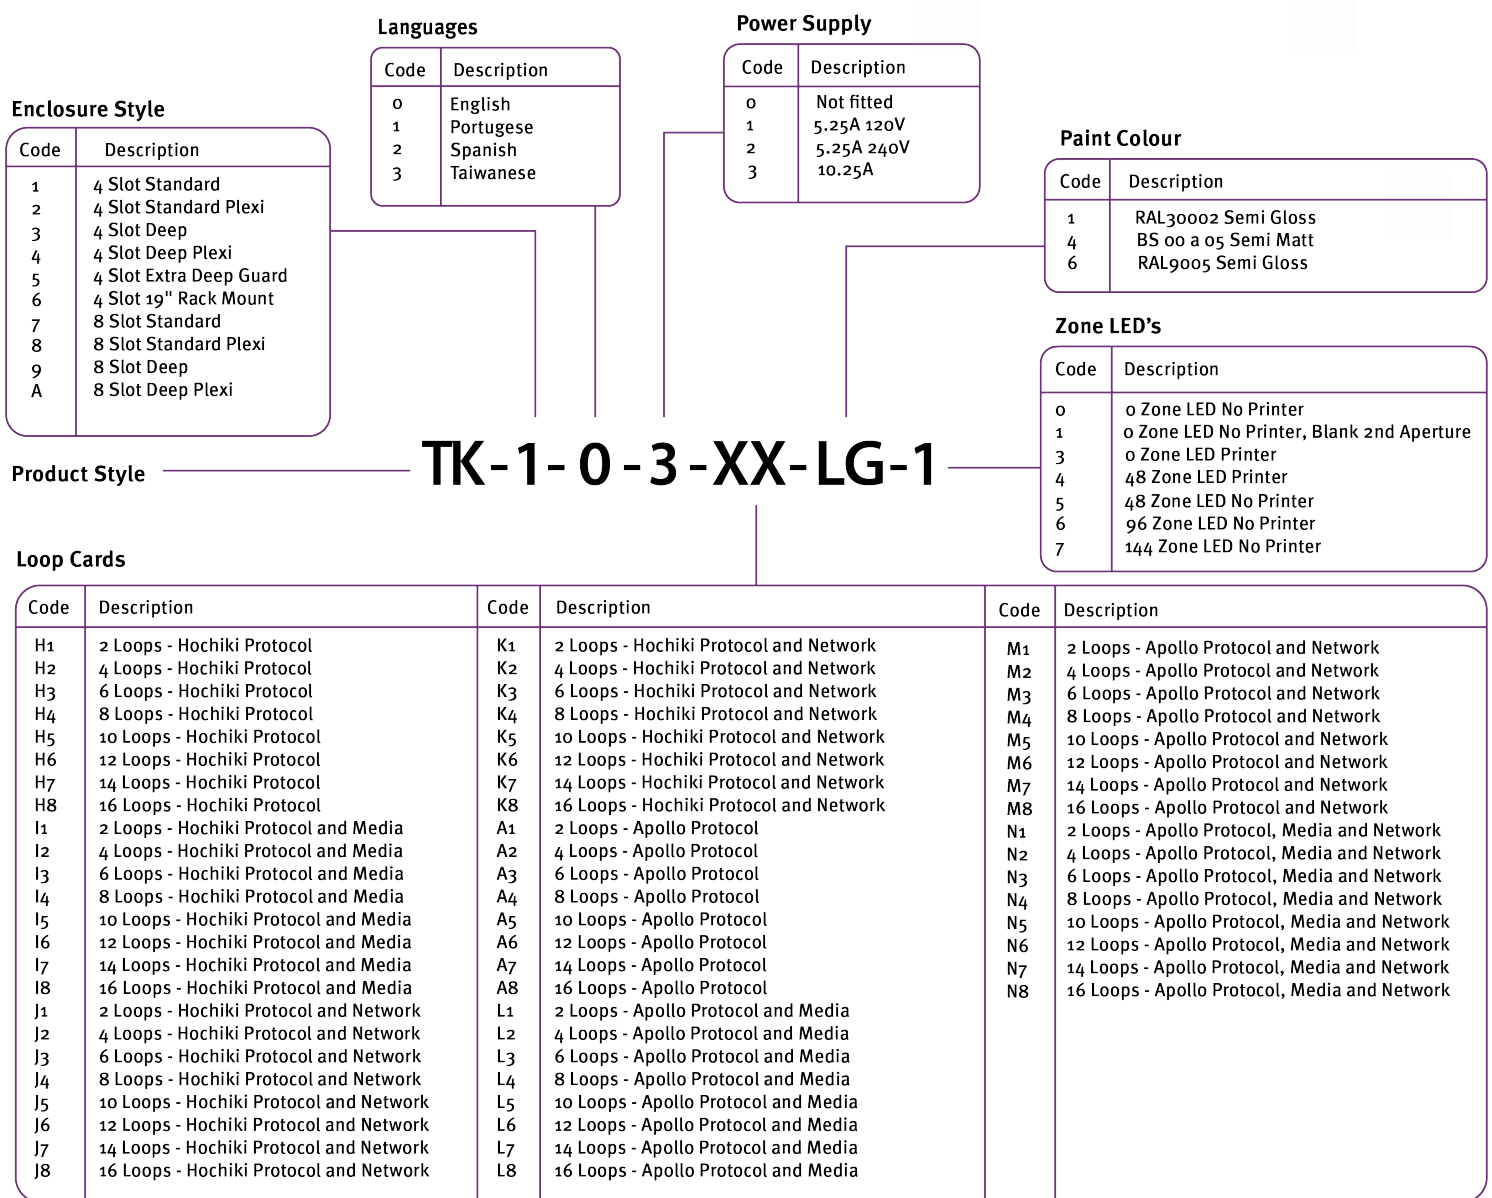 Languages
Code Description
0 English
1 Portugese
2 Spanish
3 Taiwanese
Power Supply
Code Description
0 Not fitted
1 5.25A 120V
2 5.25A 240V
3 10.25A
Enclosure Style
Code Description
1 4 Slot Standard
2 4 Slot Standard Plexi
3 4 Slot Deep
4 4 Slot Deep Plexi
5 4 Slot Extra Deep Guard
6 4 Slot 19" Rack Mount
7 8 Slot Standard
8 8 Slot Standard Plexi
9 8 Slot Deep
A 8 Slot Deep Plexi
Paint Colour
Code Description
1 RAL30002 Semi Gloss
4 BS 00 a 05 Semi Matt
6 RAL9005 Semi Gloss
Zone LED's
Code Description
0 0 Zone LED No Printer
1 0 Zone LED No Printer, Blank 2nd Aperture
3 0 Zone LED Printer
4 48 Zone LED Printer
5 48 Zone LED No Printer
6 96 Zone LED No Printer
7 144 Zone LED No Printer
Product Style
TK-1-0-3-XX-LG-1
Loop Cards
Code Description
H1 2 Loops - Hochiki Protocol
H2 4 Loops - Hochiki Protocol
H3 6 Loops - Hochiki Protocol
H4 8 Loops - Hochiki Protocol
H5 10 Loops - Hochiki Protocol
H6 12 Loops - Hochiki Protocol
H7 14 Loops - Hochiki Protocol
H8 16 Loops - Hochiki Protocol
I1 2 Loops - Hochiki Protocol and Media
I2 4 Loops - Hochiki Protocol and Media
I3 6 Loops - Hochiki Protocol and Media
I4 8 Loops - Hochiki Protocol and Media
I5 10 Loops - Hochiki Protocol and Media
I6 12 Loops - Hochiki Protocol and Media
I7 14 Loops - Hochiki Protocol and Media
I8 16 Loops - Hochiki Protocol and Media
J1 2 Loops - Hochiki Protocol and Network
J2 4 Loops - Hochiki Protocol and Network
J3 6 Loops - Hochiki Protocol and Network
J4 8 Loops - Hochiki Protocol and Network
J5 10 Loops - Hochiki Protocol and Network
J6 12 Loops - Hochiki Protocol and Network
J7 14 Loops - Hochiki Protocol and Network
J8 16 Loops - Hochiki Protocol and Network
Code Description
K1 2 Loops - Hochiki Protocol and Network
K2 4 Loops - Hochiki Protocol and Network
K3 6 Loops - Hochiki Protocol and Network
K4 8 Loops - Hochiki Protocol and Network
K5 10 Loops - Hochiki Protocol and Network
K6 12 Loops - Hochiki Protocol and Network
K7 14 Loops - Hochiki Protocol and Network
K8 16 Loops - Hochiki Protocol and Network
A1 2 Loops - Apollo Protocol
A2 4 Loops - Apollo Protocol
A3 6 Loops - Apollo Protocol
A4 8 Loops - Apollo Protocol
A5 10 Loops - Apollo Protocol
A6 12 Loops - Apollo Protocol
A7 14 Loops - Apollo Protocol
A8 16 Loops - Apollo Protocol
L1 2 Loops - Apollo Protocol and Media
L2 4 Loops - Apollo Protocol and Media
L3 6 Loops - Apollo Protocol and Media
L4 8 Loops - Apollo Protocol and Media
L5 10 Loops - Apollo Protocol and Media
L6 12 Loops - Apollo Protocol and Media
L7 14 Loops - Apollo Protocol and Media
L8 16 Loops - Apollo Protocol and Media
Code Description
M1 2 Loops - Apollo Protocol and Network
M2 4 Loops - Apollo Protocol and Network
M3 6 Loops - Apollo Protocol and Network
M4 8 Loops - Apollo Protocol and Network
M5 10 Loops - Apollo Protocol and Network
M6 12 Loops - Apollo Protocol and Network
M7 14 Loops - Apollo Protocol and Network
M8 16 Loops - Apollo Protocol and Network
N1 2 Loops - Apollo Protocol, Media and Network
N2 4 Loops - Apollo Protocol, Media and Network
N3 6 Loops - Apollo Protocol, Media and Network
N4 8 Loops - Apollo Protocol, Media and Network
N5 10 Loops - Apollo Protocol, Media and Network
N6 12 Loops - Apollo Protocol, Media and Network
N7 14 Loops - Apollo Protocol, Media and Network
N8 16 Loops - Apollo Protocol, Media and Network